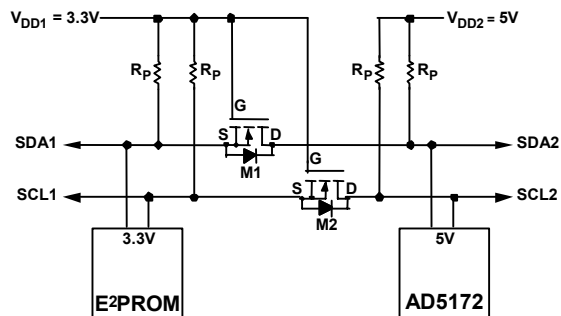 VDD1 = 3.3V
VDD2 = 5V
RP
RP
RP
RP
G
SDA1
S
D
SDA2
M1
G
SCL1
S
D
SCL2
M2
3.3V
E2PROM
5V
AD5172